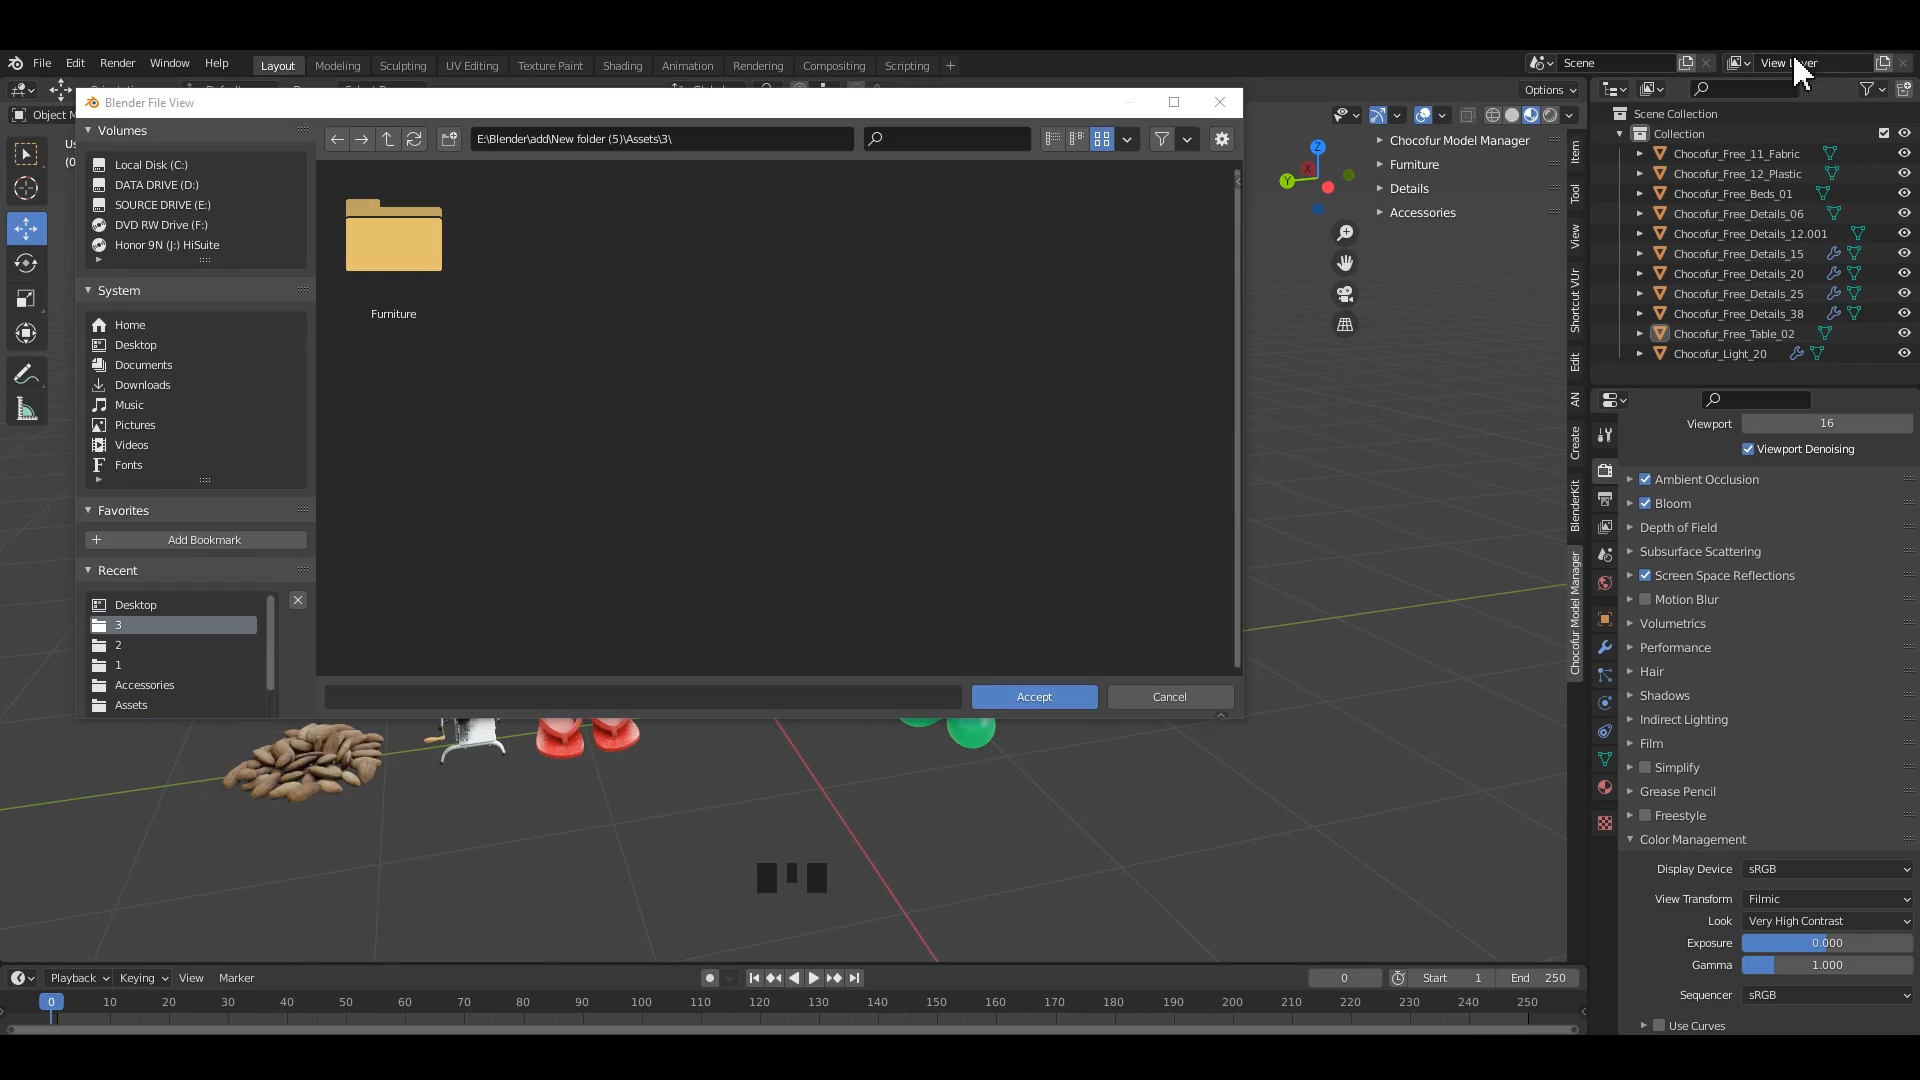 File Edit Render Window Help
Layout Modeling Sculpting UV Editing Texture Paint Shading Animation Rendering Compositing Scripting +
Scene
View Layer
Options
Object M
Us
(0
Blender File View
Volumes
Local Disk (C:)
DATA DRIVE (D:)
SOURCE DRIVE (E:)
DVD RW Drive (F:)
Honor 9N (J:) HiSuite
System
Home
Desktop
Documents
Downloads
Music
Pictures
Videos
Fonts
Favorites
Add Bookmark
Recent
Desktop
3
2
1
Accessories
Assets
E:\Blender\add\New folder (5)\Assets\3\
Furniture
Accept
Cancel
Z
X
Y
Chocofur Model Manager
Furniture
Details
Accessories
Item
Tool
View
Shortcut VUr
Edit
AN
Create
BlenderKit
Chocofur Model Manager
Scene Collection
Collection
Chocofur_Free_11_Fabric
Chocofur_Free_12_Plastic
Chocofur_Free_Beds_01
Chocofur_Free_Details_06
Chocofur_Free_Details_12.001
Chocofur_Free_Details_15
Chocofur_Free_Details_20
Chocofur_Free_Details_25
Chocofur_Free_Details_38
Chocofur_Free_Table_02
Chocofur_Light_20
Viewport 16
Viewport Denoising
Ambient Occlusion
Bloom
Depth of Field
Subsurface Scattering
Screen Space Reflections
Motion Blur
Volumetrics
Performance
Hair
Shadows
Indirect Lighting
Film
Simplify
Grease Pencil
Freestyle
Color Management
Display Device sRGB
View Transform Filmic
Look Very High Contrast
Exposure 0.000
Gamma 1.000
Sequencer sRGB
Use Curves
Playback Keying View Marker
0 Start 1 End 250
0 10 20 30 40 50 60 70 80 90 100 110 120 130 140 150 160 170 180 190 200 210 220 230 240 250